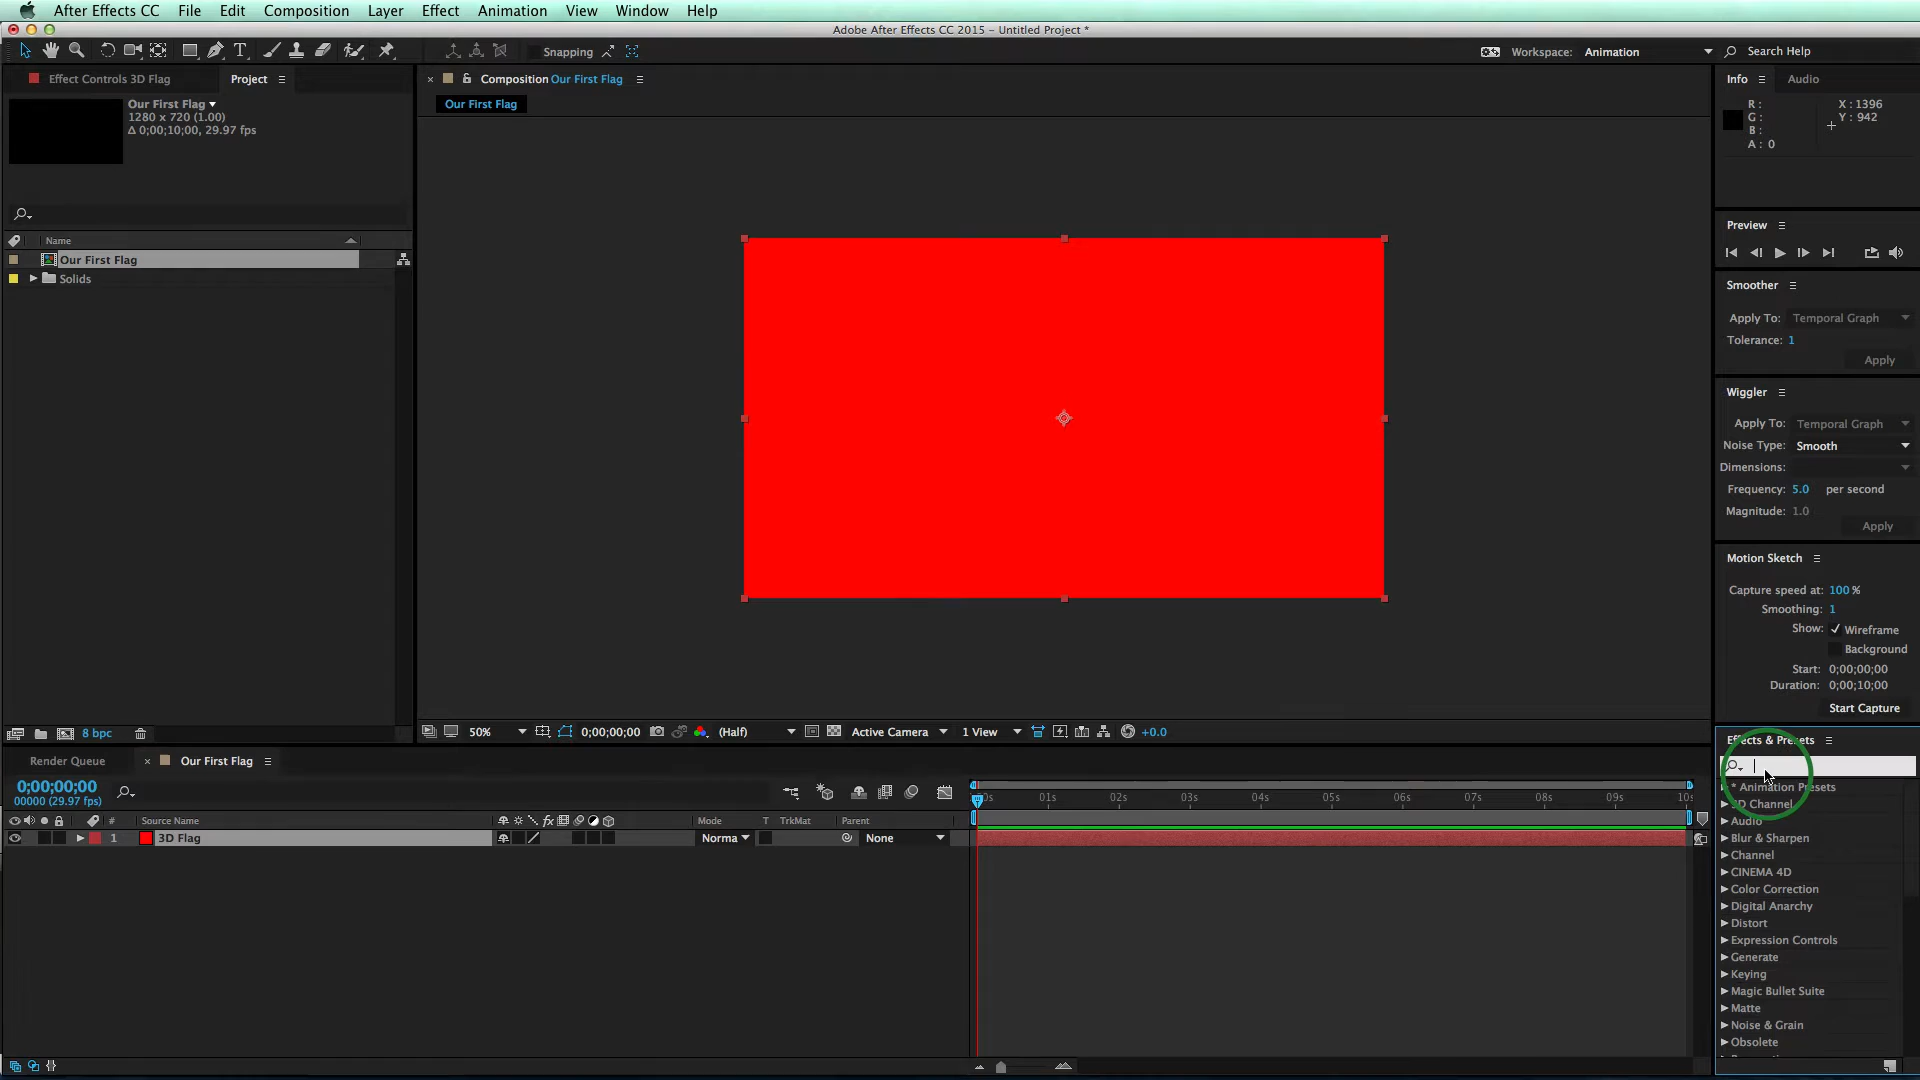 After Effects CC File Edit Composition Layer Effect Animation View Window Help
Adobe After Effects CC 2015 - Untitled Project *
Snapping
Workspace: Animation
Search Help
Effect Controls 3D Flag
Project
Our First Flag
1280 x 720 (1.00)
Δ 0;00;10;00, 29.97 fps
Name
Our First Flag
Solids
8 bpc
Composition Our First Flag
Our First Flag
50%
0;00;00;00
(Half)
Active Camera
1 View
+0.0
Info
Audio
R :
G :
B :
A : 0
X : 1396
Y : 942
Preview
Smoother
Apply To: Temporal Graph
Tolerance: 1
Apply
Wiggler
Apply To: Temporal Graph
Noise Type: Smooth
Dimensions:
Frequency: 5.0 per second
Magnitude: 1.0
Apply
Motion Sketch
Capture speed at: 100 %
Smoothing: 1
Show: Wireframe
Background
Start: 0;00;00;00
Duration: 0;00;10;00
Start Capture
Effects & Presets
* Animation Presets
3D Channel
Audio
Blur & Sharpen
Channel
CINEMA 4D
Color Correction
Digital Anarchy
Distort
Expression Controls
Generate
Keying
Magic Bullet Suite
Matte
Noise & Grain
Obsolete
Render Queue
Our First Flag
0;00;00;00
00000 (29.97 fps)
# Source Name Mode T TrkMat Parent
1 3D Flag Norma None
01s 02s 03s 04s 05s 06s 07s 08s 09s